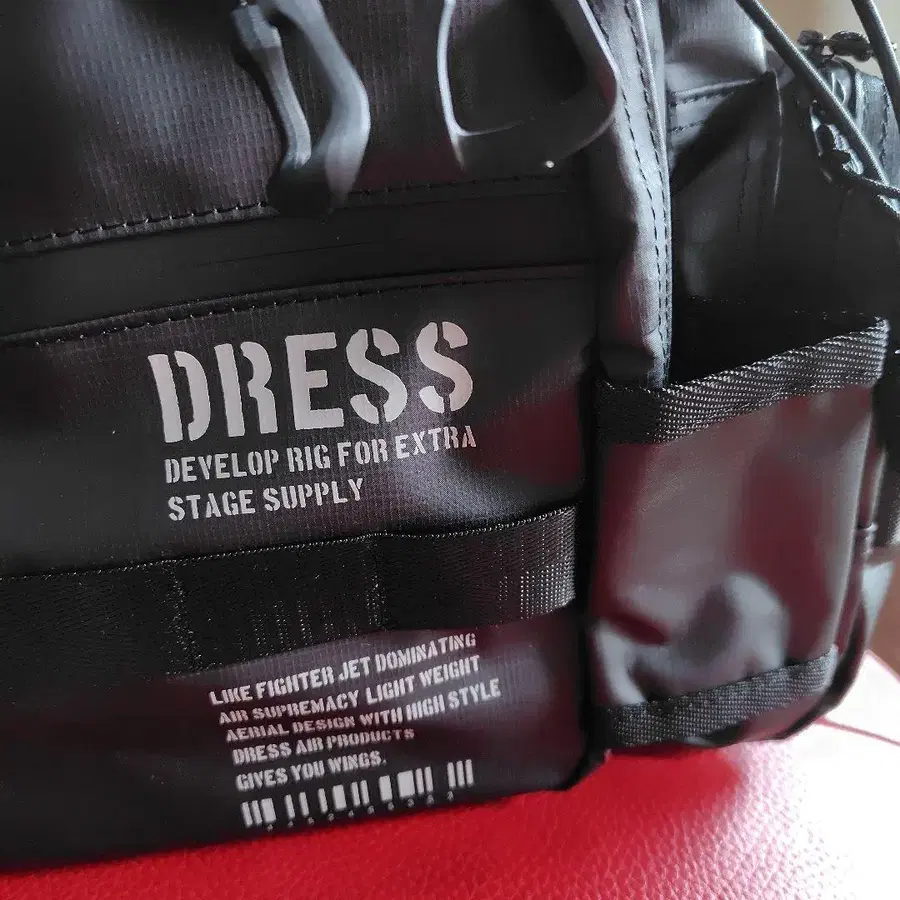 DRESS
DEVELOP RIG FOR EXTRA
STAGE SUPPLY
LIKE FIGHTER JET DOMINATING
AIR SUPREMACY LIGHT WEIGHT
AERIAL DESIGN WITH HIGH STYLE
DRESS AIR PRODUCTS
GIVES YOU WINGS.